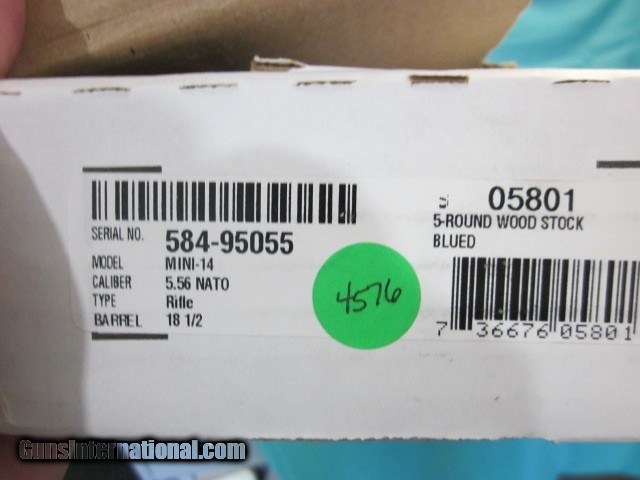 SERIAL NO. 584-95055
MODEL MINI-14
CALIBER 5.56 NATO
TYPE Rifle
BARREL 18 1/2
4576
05801
5-ROUND WOOD STOCK
BLUED
7 36676 05801
GunsInternational.com